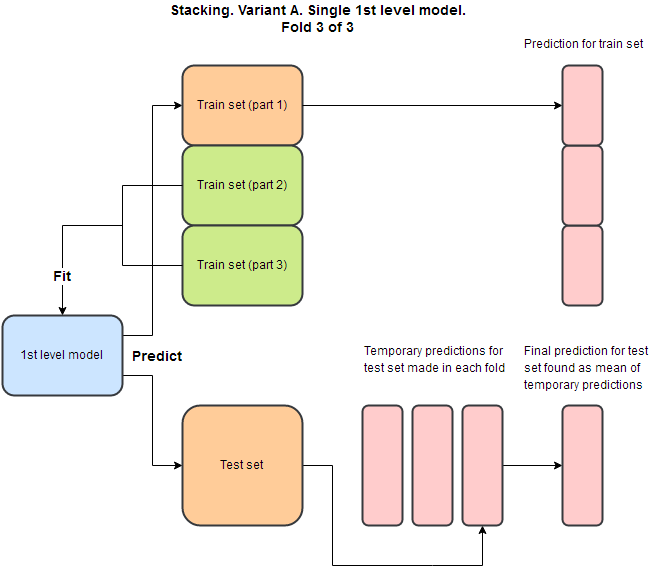 Stacking. Variant A. Single 1st level model.
Fold 3 of 3
Prediction for train set
Train set (part 1)
Train set (part 2)
Train set (part 3)
Fit
1st level model
Predict
Temporary predictions for
test set made in each fold
Final prediction for test
set found as mean of
temporary predictions
Test set